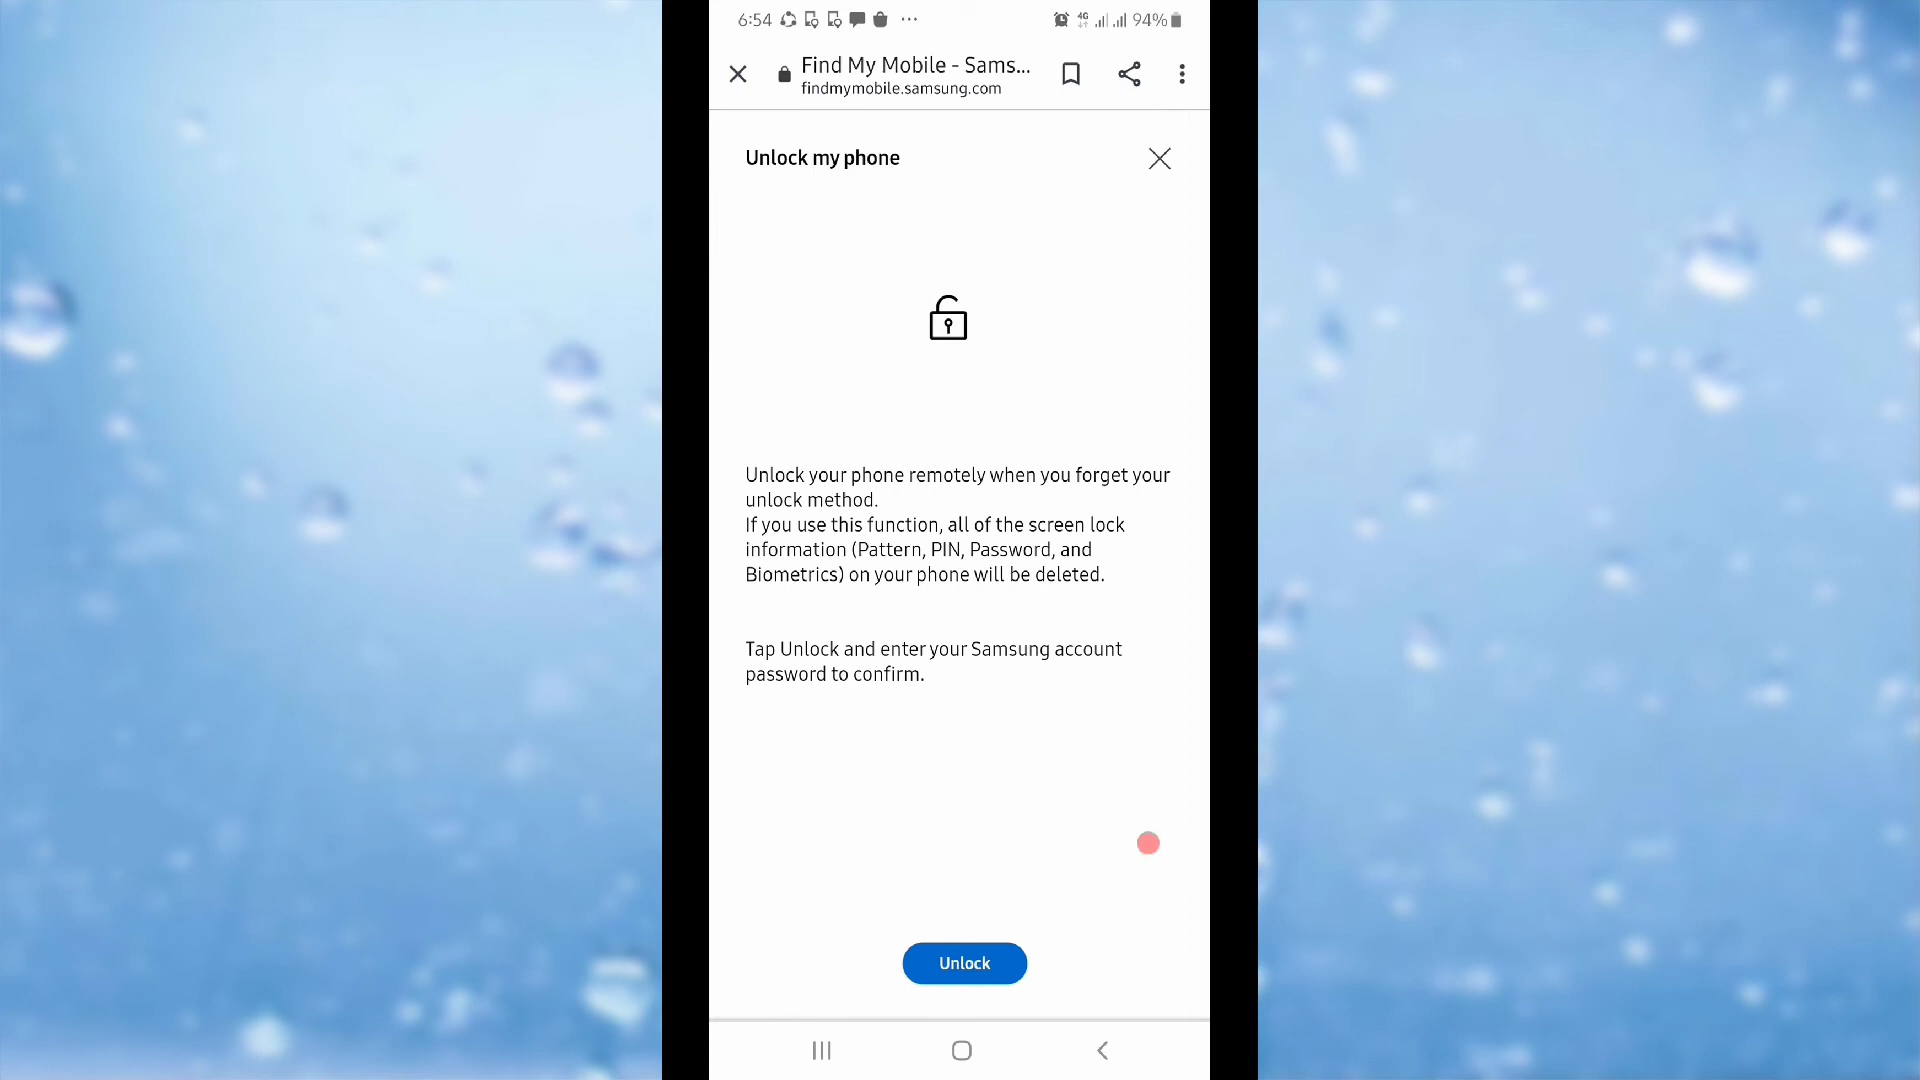 6:54 ··· 4G 94%
Find My Mobile - Sams...
findmymobile.samsung.com
Unlock my phone
Unlock your phone remotely when you forget your
unlock method.
If you use this function, all of the screen lock
information (Pattern, PIN, Password, and
Biometrics) on your phone will be deleted.
Tap Unlock and enter your Samsung account
password to confirm.
Unlock